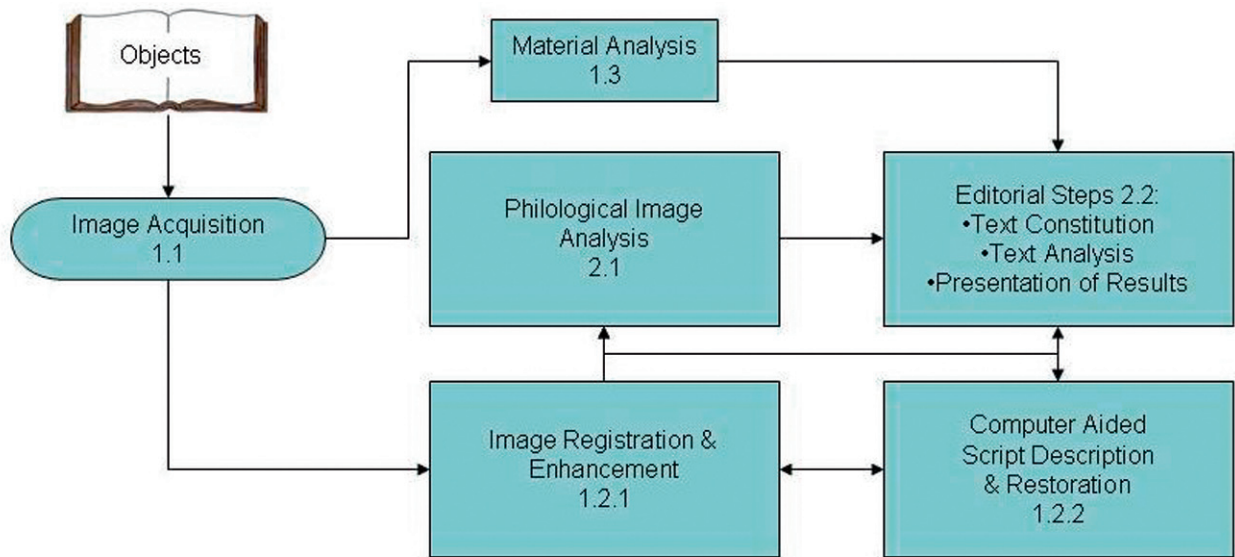 Objects
Material Analysis
1.3
Image Acquisition
1.1
Philological Image
Analysis
2.1
Editorial Steps 2.2:
•Text Constitution
•Text Analysis
•Presentation of Results
Image Registration &
Enhancement
1.2.1
Computer Aided
Script Description
& Restoration
1.2.2